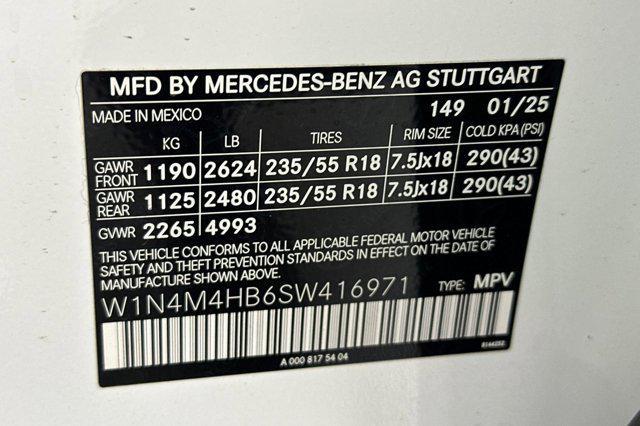 MFD BY MERCEDES-BENZ AG STUTTGART
MADE IN MEXICO 149 01/25
KG LB TIRES RIM SIZE COLD KPA (PSI)
GAWR FRONT 1190 2624 235/55 R18 7.5Jx18 290(43)
GAWR REAR 1125 2480 235/55 R18 7.5Jx18 290(43)
GVWR 2265 4993
THIS VEHICLE CONFORMS TO ALL APPLICABLE FEDERAL MOTOR VEHICLE
SAFETY AND THEFT PREVENTION STANDARDS IN EFFECT ON THE DATE OF
MANUFACTURE SHOWN ABOVE.
W1N4M4HB6SW416971 TYPE: MPV
A 000 817 54 04